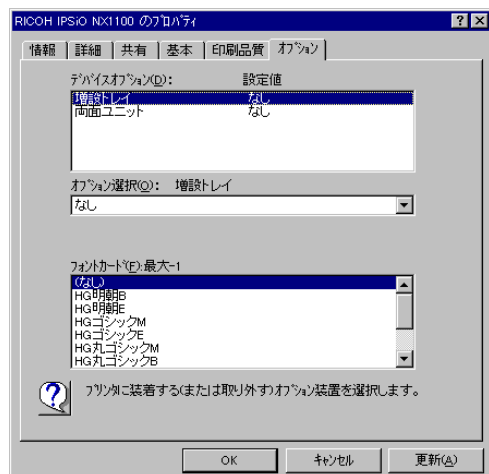 RICOH IPSiO NX1100 のﾌﾟﾛﾊﾟﾃｨ
情報 詳細 共有 基本 印刷品質 ｵﾌﾟｼｮﾝ
ﾃﾞﾊﾞｲｽｵﾌﾟｼｮﾝ(D): 設定値
増設トレイ なし
両面ユニット なし
ｵﾌﾟｼｮﾝ選択(O): 増設トレイ
なし
ﾌｫﾝﾄｶｰﾄﾞ(F):最大-1
(なし)
HG明朝B
HG明朝E
HGゴシックM
HGゴシックE
HG丸ゴシックM
HG丸ゴシックB
ﾌﾟﾘﾝﾀに装着する(または取り外す)ｵﾌﾟｼｮﾝ装置を選択します。
OK ｷｬﾝｾﾙ 更新(A)